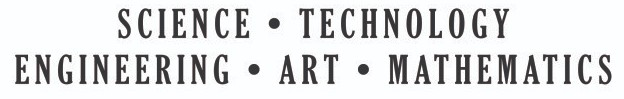 SCIENCE • TECHNOLOGY
ENGINEERING • ART • MATHEMATICS